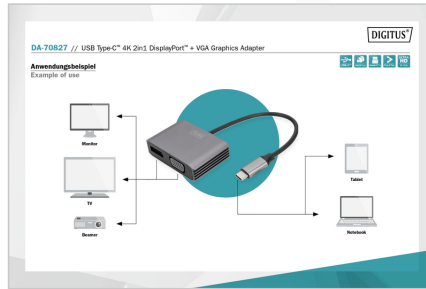 DIGITUS®
DA-70827 // USB Type-C™ 4K 2in1 DisplayPort™ + VGA Graphics Adapter
Anwendungsbeispiel
Example of use
Monitor
TV
Beamer
Tablet
Notebook